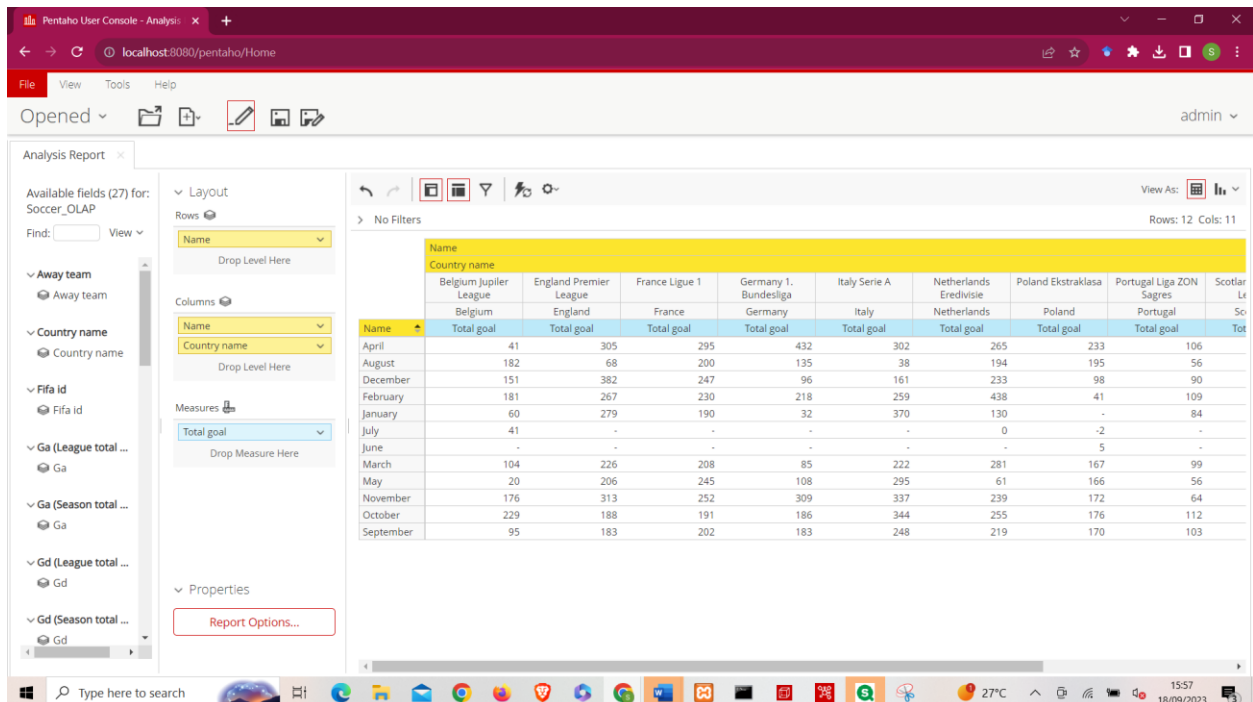 Pentaho User Console - Analysis
localhost:8080/pentaho/Home
S
File View Tools Help
Opened
admin
Analysis Report
Available fields (27) for:
Soccer_OLAP
Find: View
Away team
Away team
Country name
Country name
Fifa id
Fifa id
Ga (League total ...
Ga
Ga (Season total ...
Ga
Gd (League total ...
Gd
Gd (Season total ...
Gd
Layout
Rows
Name
Drop Level Here
Columns
Name
Country name
Drop Level Here
Measures
Total goal
Drop Measure Here
Properties
Report Options...
View As:
No Filters
Rows: 12 Cols: 11
Name
Country name
Belgium Jupiler League England Premier League France Ligue 1 Germany 1. Bundesliga Italy Serie A Netherlands Eredivisie Poland Ekstraklasa Portugal Liga ZON Sagres Scotlar Le
Belgium England France Germany Italy Netherlands Poland Portugal Sc
Name Total goal Total goal Total goal Total goal Total goal Total goal Total goal Total goal Tot
April 41 305 295 432 302 265 233 106
August 182 68 200 135 38 194 195 56
December 151 382 247 96 161 233 98 90
February 181 267 230 218 259 438 41 109
January 60 279 190 32 370 130 - 84
July 41 - - - - 0 -2 -
June - - - - - - 5 -
March 104 226 208 85 222 281 167 99
May 20 206 245 108 295 61 166 56
November 176 313 252 309 337 239 172 64
October 229 188 191 186 344 255 176 112
September 95 183 202 183 248 219 170 103
Type here to search
27°C
15:57
18/09/2023